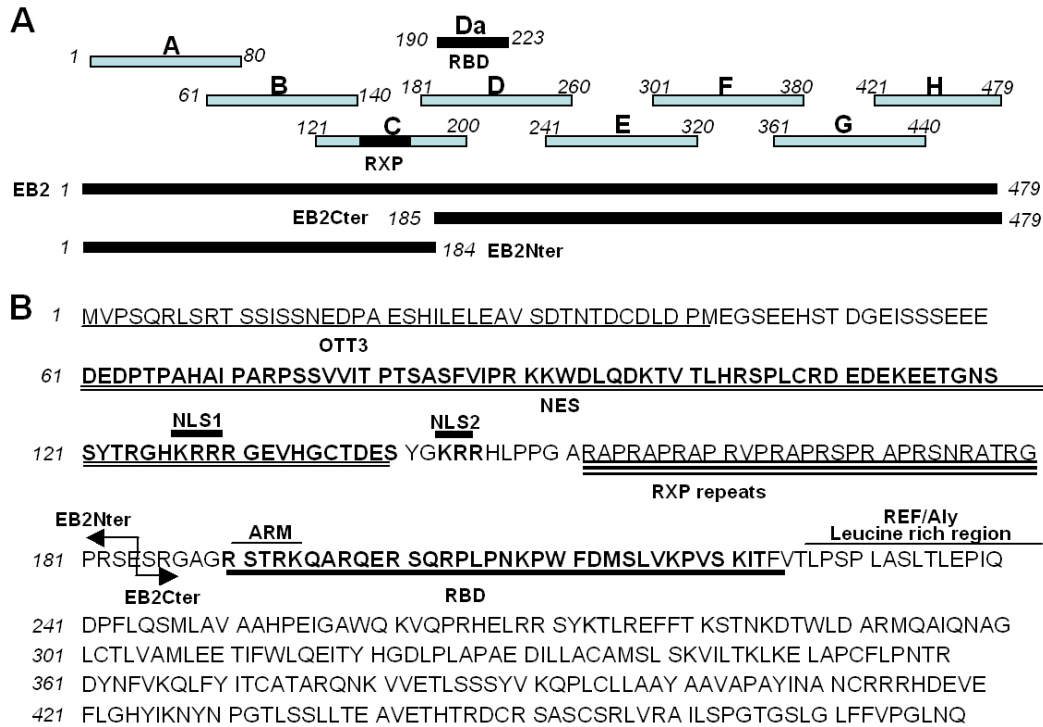 A
Da
190 223
RBD
1 A 80
61 B 140
181 D 260
301 F 380
421 H 479
121 C 200
RXP
241 E 320
361 G 440
EB2 1 479
EB2Cter 185 479
1 184 EB2Nter
B
1 MVPSQRLSRT SSISSNEDPA ESHILELEAV SDTNTDCDLD PMEGSEEHST DGEISSSEEE
OTT3
61 DEDPTPAHAI PARPSSVVIT PTSASFVIPR KKWDLQDKTV TLHRSPLCRD EDEKEETGNS
NES
NLS1 NLS2
121 SYTRGHKRRR GEVHGCTDES YGKRRHLPPG ARAPRAPRAP RVPRAPRSPR APRSNRATRG
RXP repeats
EB2Nter
ARM
REF/Aly
Leucine rich region
181 PRSESRGAGR STRKQARQER SQRPLPNKPW FDMSLVKPVS KITFVTLPSP LASLTLEPIQ
EB2Cter
RBD
241 DPFLQSMLAV AAHPEIGAWQ KVQPRHELRR SYKTLREFFT KSTNKDTWLD ARMQAIQNAG
301 LCTLVAMLEE TIFWLQEITY HGDLPLAPAE DILLACAMSL SKVILTKLKE LAPCFLPNTR
361 DYNFVKQLFY ITCATARQNK VVETLSSSYV KQPLCLLAAY AAVAPAYINA NCRRRHDEVE
421 FLGHYIKNYN PGTLSSLLTE AVETHTRDCR SASCSRLVRA ILSPGTGSLG LFFVPGLNQ